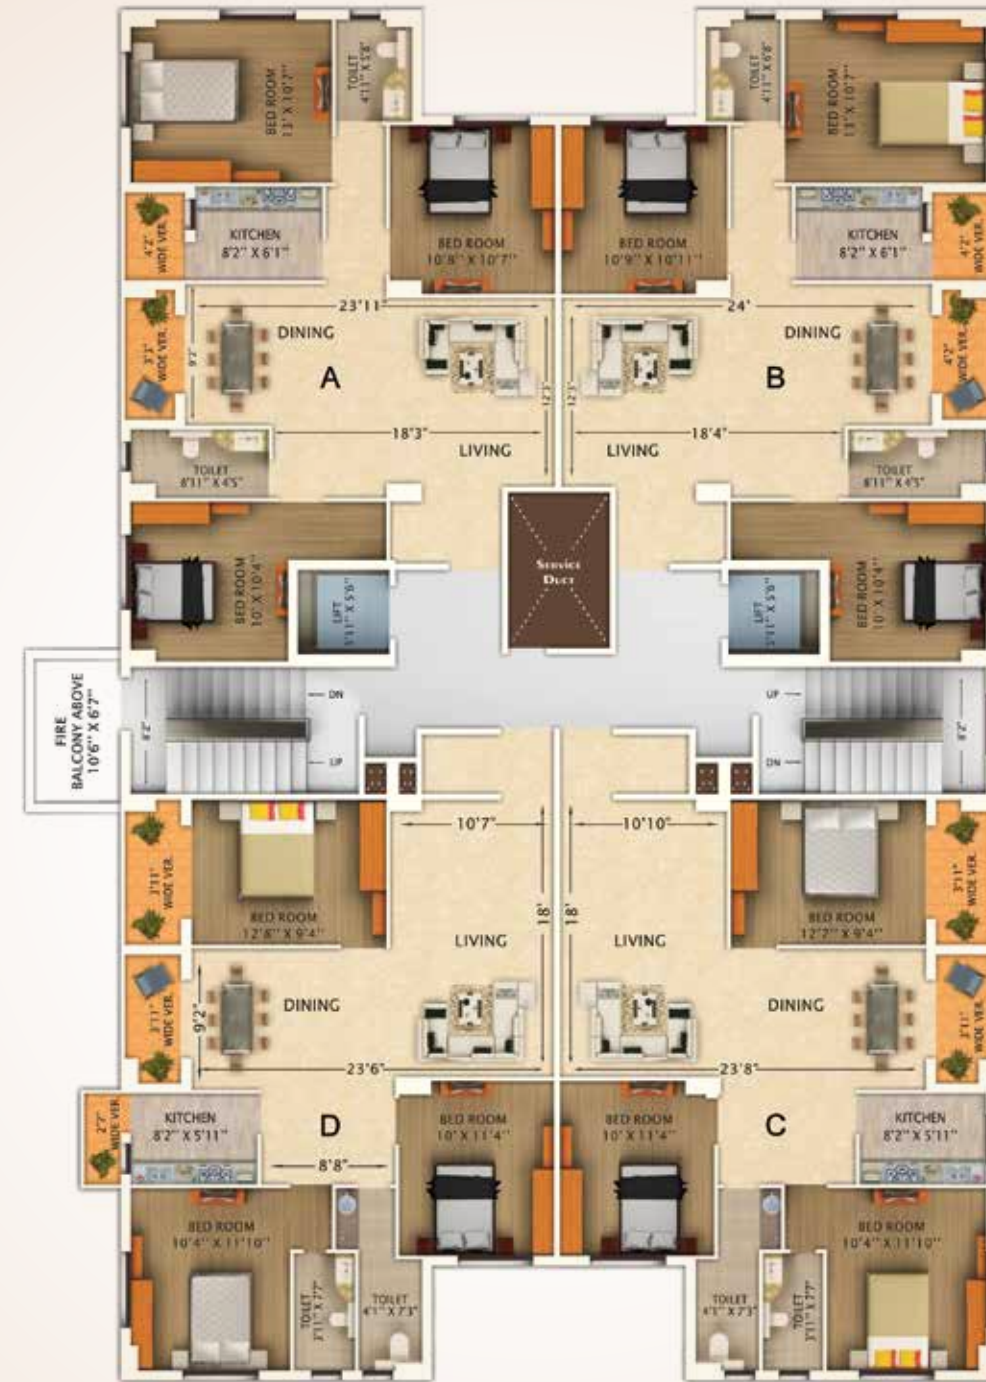 TOILET
4'11" X 5'8"
BED ROOM
13' X 10'2"
TOILET
4'11" X 6'8"
BED ROOM
13' X 10'7"
4'2"
WIDE VER.
KITCHEN
8'2" X 6'1"
BED ROOM
10'8" X 10'7"
BED ROOM
10'9" X 10'11"
KITCHEN
8'2" X 6'1"
4'2"
WIDE VER.
23'11"
24'
3'3"
WIDE VER.
9'2"
DINING
A
12'3"
12'3"
DINING
B
4'2"
WIDE VER.
18'3"
LIVING
18'4"
LIVING
TOILET
8'11" X 4'5"
TOILET
8'11" X 4'5"
BED ROOM
10' X 10'4"
LIFT
5'11" X 5'6"
SERVICE
DUCT
LIFT
5'11" X 5'6"
BED ROOM
10' X 10'4"
FIRE
BALCONY ABOVE
10'6" X 6'7"
8'2"
DN
UP
UP
DN
8'2"
10'7"
10'10"
3'11"
WIDE VER.
BED ROOM
12'8" X 9'4"
18'
18'
BED ROOM
12'7" X 9'4"
3'11"
WIDE VER.
LIVING
LIVING
3'11"
WIDE VER.
9'2"
DINING
DINING
3'11"
WIDE VER.
23'6"
23'8"
2'7"
WIDE VER.
KITCHEN
8'2" X 5'11"
D
BED ROOM
10' X 11'4"
BED ROOM
10' X 11'4"
C
KITCHEN
8'2" X 5'11"
8'8"
BED ROOM
10'4" X 11'10"
BED ROOM
10'4" X 11'10"
TOILET
3'11" X 7'7"
TOILET
4'1" X 7'3"
TOILET
4'1" X 7'3"
TOILET
3'11" X 7'7"